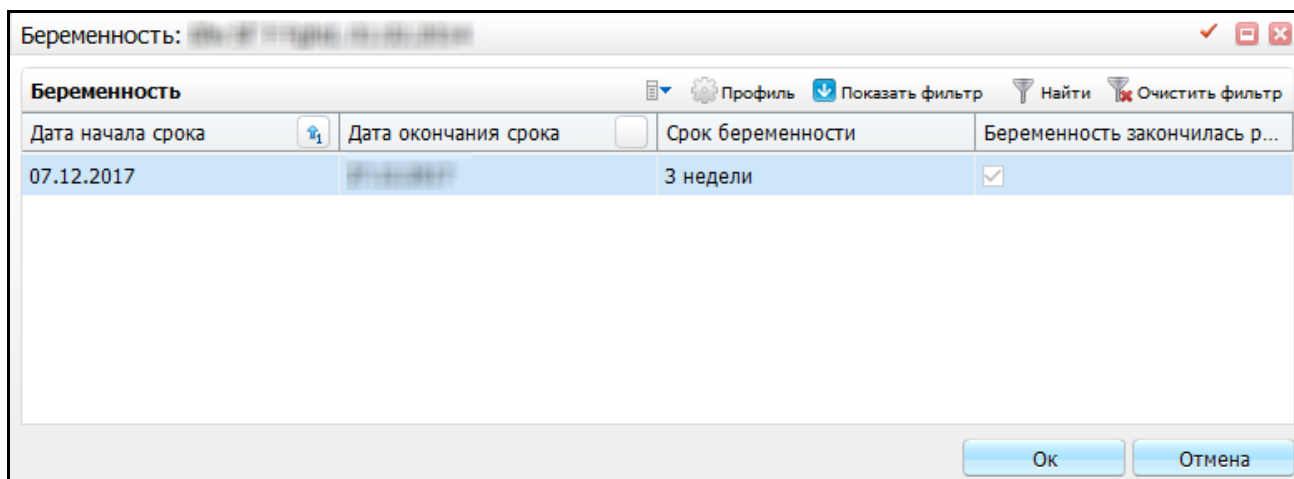 Беременность:
Беременность Профиль Показать фильтр Найти Очистить фильтр
Дата начала срока 1 Дата окончания срока Срок беременности Беременность закончилась р...
07.12.2017 3 недели
Ок Отмена